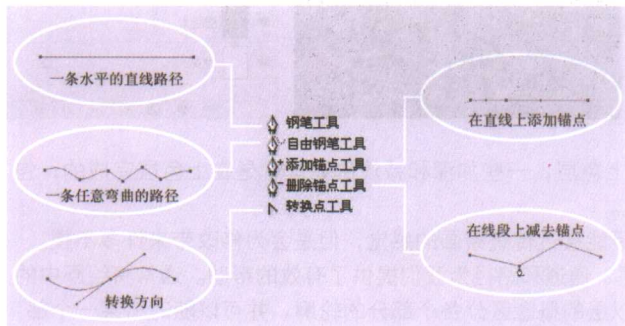 一条水平的直线路径
一条任意弯曲的路径
转换方向
钢笔工具
自由钢笔工具
添加锚点工具
删除锚点工具
转换点工具
在直线上添加锚点
在线段上减去锚点